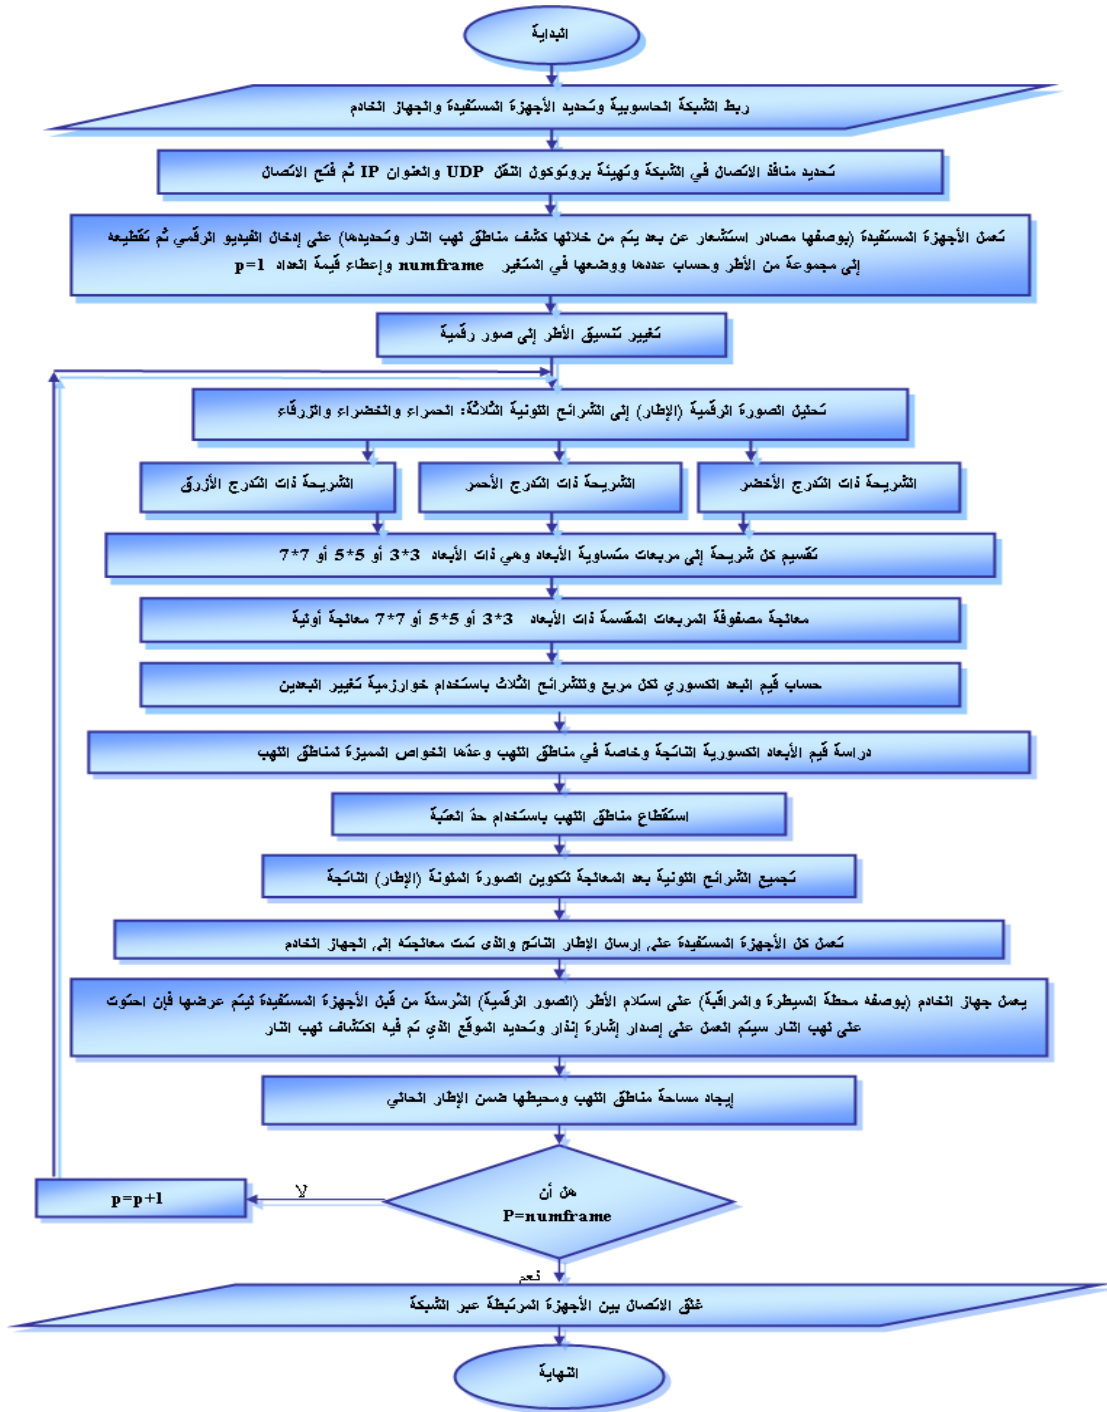 البداية
ربط الشبكة الحاسوبية وتحديد الأجهزة المستفيدة والجهاز الخادم
تحديد منافذ الاتصال في الشبكة وتهيئة بروتوكول النقل UDP والعنوان IP ثم فتح الاتصال
تعمل الأجهزة المستفيدة (بوصفها مصادر استشعار عن بعد يتم من خلالها كشف مناطق لهب النار وتحديدها) على إدخال الفيديو الرقمي ثم تقطيعه
إلى مجموعة من الأطر وحساب عددها ووضعها في المتغير numframe وإعطاء قيمة العداد p=1
تغيير تنسيق الأطر إلى صور رقمية
تحليل الصورة الرقمية (الإطار) إلى الشرائح اللونية الثلاثة: الحمراء والخضراء والزرقاء
الشريحة ذات التدرج الأخضر
الشريحة ذات التدرج الأحمر
الشريحة ذات التدرج الأزرق
تقسيم كل شريحة إلى مربعات متساوية الأبعاد وهي ذات الأبعاد 3*3 أو 5*5 أو 7*7
معالجة مصفوفة المربعات المقسمة ذات الأبعاد 3*3 أو 5*5 أو 7*7 معالجة أولية
حساب قيم البعد الكسوري لكل مربع وللشرائح الثلاث باستخدام خوارزمية تغيير البعدين
دراسة قيم الأبعاد الكسورية الناتجة وخاصة في مناطق اللهب وعدّها الخواص المميزة لمناطق اللهب
استقطاع مناطق اللهب باستخدام حدّ العتبة
تجميع الشرائح اللونية بعد المعالجة لتكوين الصورة الملونة (الإطار) الناتجة
تعمل كل الأجهزة المستفيدة على إرسال الإطار الناتج والذي تمت معالجته إلى الجهاز الخادم
يعمل جهاز الخادم (بوصفه محطة السيطرة والمراقبة) على استلام الأطر (الصور الرقمية) المُرسلة من قبل الأجهزة المستفيدة ليتم عرضها فإن احتوت
على لهب النار سيتم العمل على إصدار إشارة إنذار وتحديد الموقع الذي تم فيه اكتشاف لهب النار
إيجاد مساحة مناطق اللهب ومحيطها ضمن الإطار الحالي
هل أن
P=numframe
لا
p=p+1
نعم
غلق الاتصال بين الأجهزة المرتبطة عبر الشبكة
النهاية